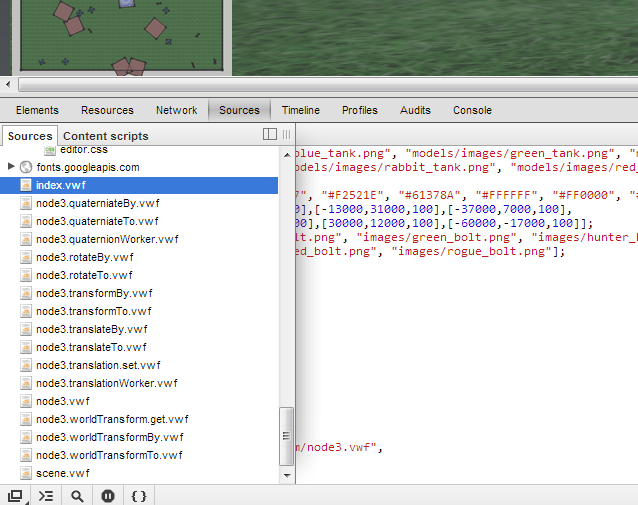 Elements Resources Network Sources Timeline Profiles Audits Console
Sources Content scripts
editor.css
fonts.googleapis.com
index.vwf
node3.quaterniateBy.vwf
node3.quaterniateTo.vwf
node3.quaternionWorker.vwf
node3.rotateBy.vwf
node3.rotateTo.vwf
node3.transformBy.vwf
node3.transformTo.vwf
node3.translateBy.vwf
node3.translateTo.vwf
node3.translation.set.vwf
node3.translationWorker.vwf
node3.vwf
node3.worldTransform.get.vwf
node3.worldTransformBy.vwf
node3.worldTransformTo.vwf
scene.vwf
blue_tank.png", "models/images/green_tank.png", "m
odels/images/rabbit_tank.png", "models/images/red_
7", "#F2521E", "#61378A", "#FFFFFF", "#FF0000", "#
0],[-13000,31000,100],[-37000,7000,100],
00],[30000,12000,100],[-60000,-17000,100]];
lt.png", "images/green_bolt.png", "images/hunter_b
ed_bolt.png", "images/rogue_bolt.png"];
m/node3.vwf",